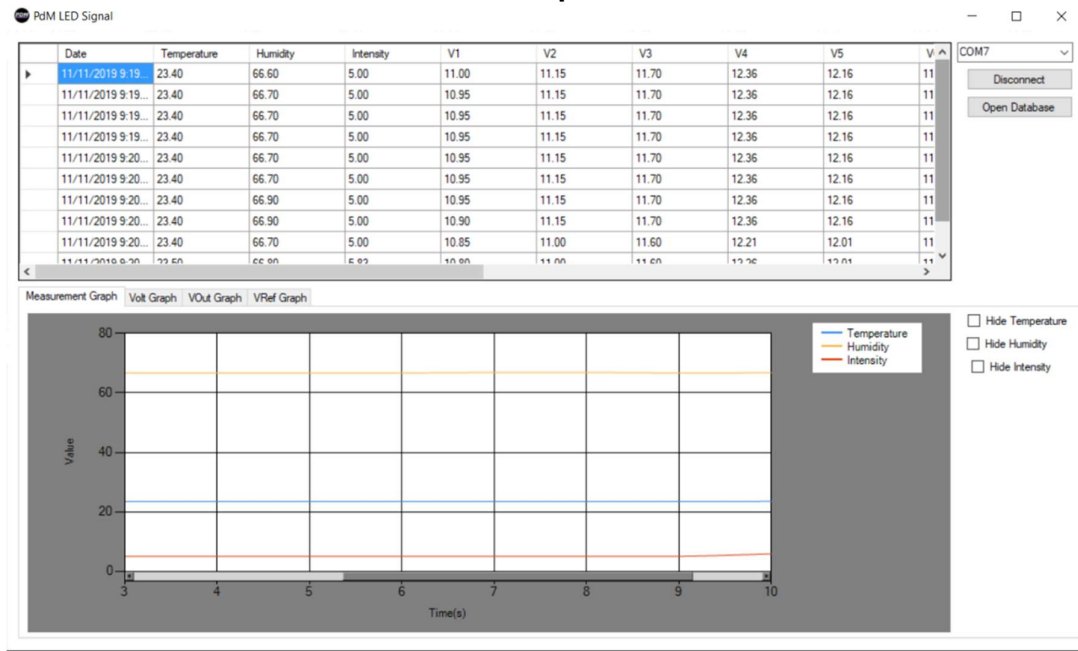 PdM LED Signal
Date Temperature Humidity Intensity V1 V2 V3 V4 V5
COM7
11/11/2019 9:19... 23.40 66.60 5.00 11.00 11.15 11.70 12.36 12.16 11
Disconnect
11/11/2019 9:19... 23.40 66.70 5.00 10.95 11.15 11.70 12.36 12.16 11
Open Database
11/11/2019 9:19... 23.40 66.70 5.00 10.95 11.15 11.70 12.36 12.16 11
11/11/2019 9:19... 23.40 66.70 5.00 10.95 11.15 11.70 12.36 12.16 11
11/11/2019 9:20... 23.40 66.70 5.00 10.95 11.15 11.70 12.36 12.16 11
11/11/2019 9:20... 23.40 66.70 5.00 10.95 11.15 11.70 12.36 12.16 11
11/11/2019 9:20... 23.40 66.90 5.00 10.95 11.15 11.70 12.36 12.16 11
11/11/2019 9:20... 23.40 66.90 5.00 10.90 11.15 11.70 12.36 12.16 11
11/11/2019 9:20... 23.40 66.70 5.00 10.85 11.00 11.60 12.21 12.01 11
Measurement Graph Volt Graph VOut Graph VRef Graph
Hide Temperature
Hide Humidity
Hide Intensity
Temperature
Humidity
Intensity
80
60
40
20
0
Value
3 4 5 6 7 8 9 10
Time(s)